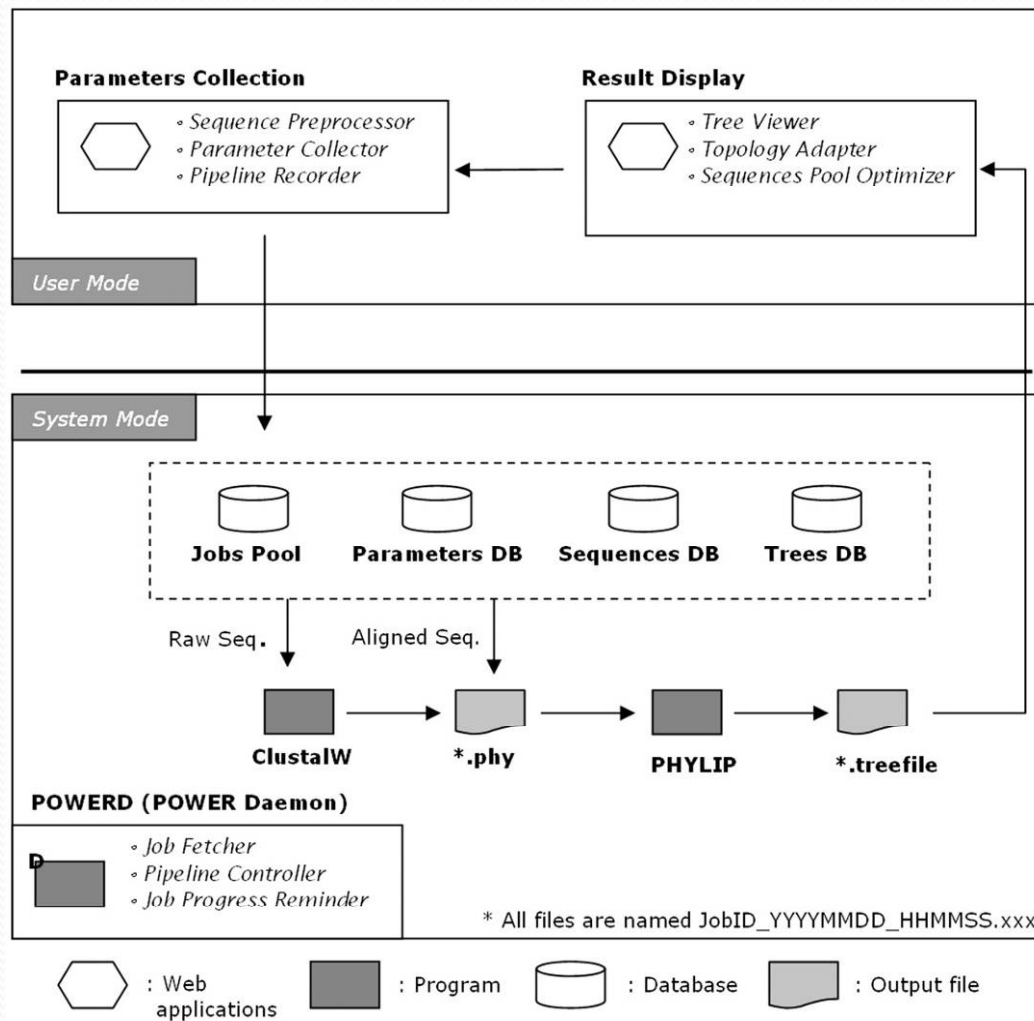 Parameters Collection
◦ Sequence Preprocessor
◦ Parameter Collector
◦ Pipeline Recorder
Result Display
◦ Tree Viewer
◦ Topology Adapter
◦ Sequences Pool Optimizer
User Mode
System Mode
Jobs Pool
Parameters DB
Sequences DB
Trees DB
Raw Seq.
Aligned Seq.
ClustalW
*.phy
PHYLIP
*.treefile
POWERD (POWER Daemon)
D
◦ Job Fetcher
◦ Pipeline Controller
◦ Job Progress Reminder
* All files are named JobID_YYYYMMDD_HHMMSS.xxx
: Web
applications
: Program
: Database
: Output file